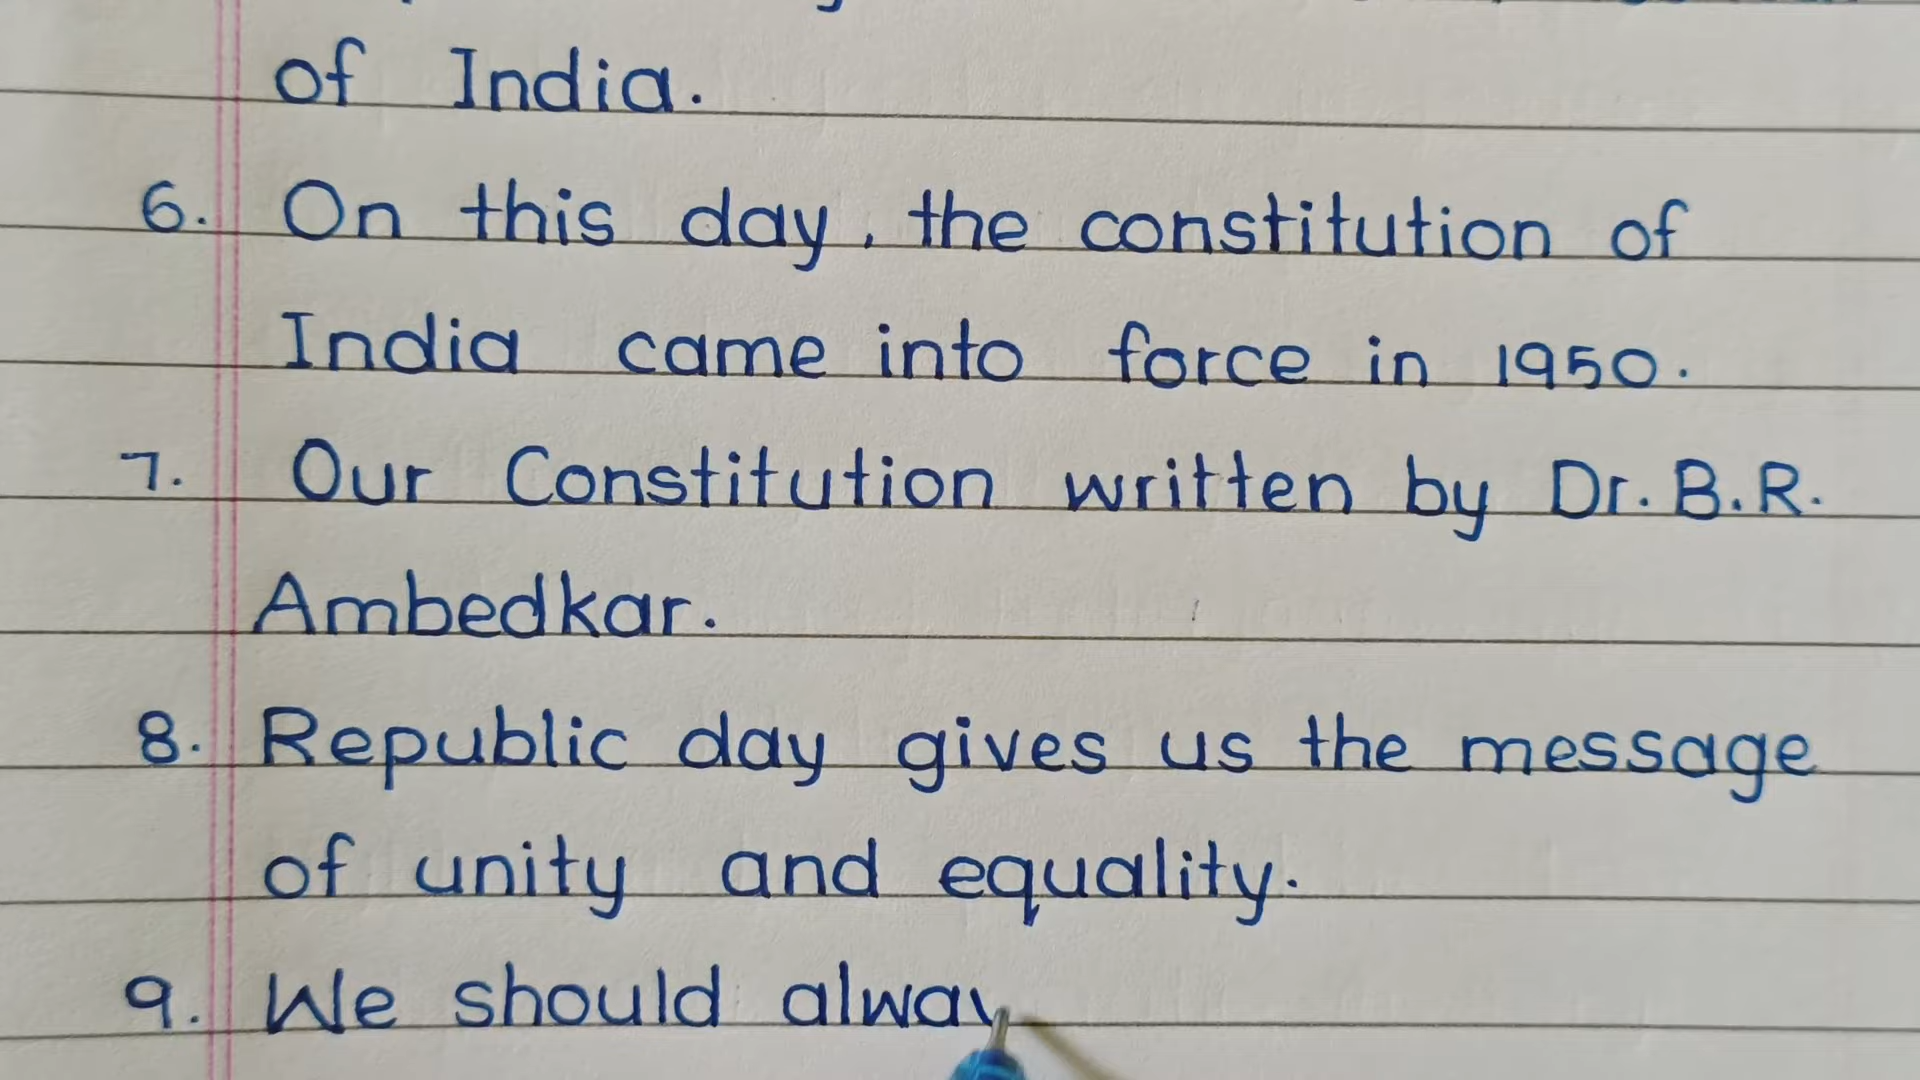 of India.
6. On this day, the constitution of
India came into force in 1950.
7. Our Constitution written by Dr. B.R.
Ambedkar.
8. Republic day gives us the message
of unity and equality.
9. We should